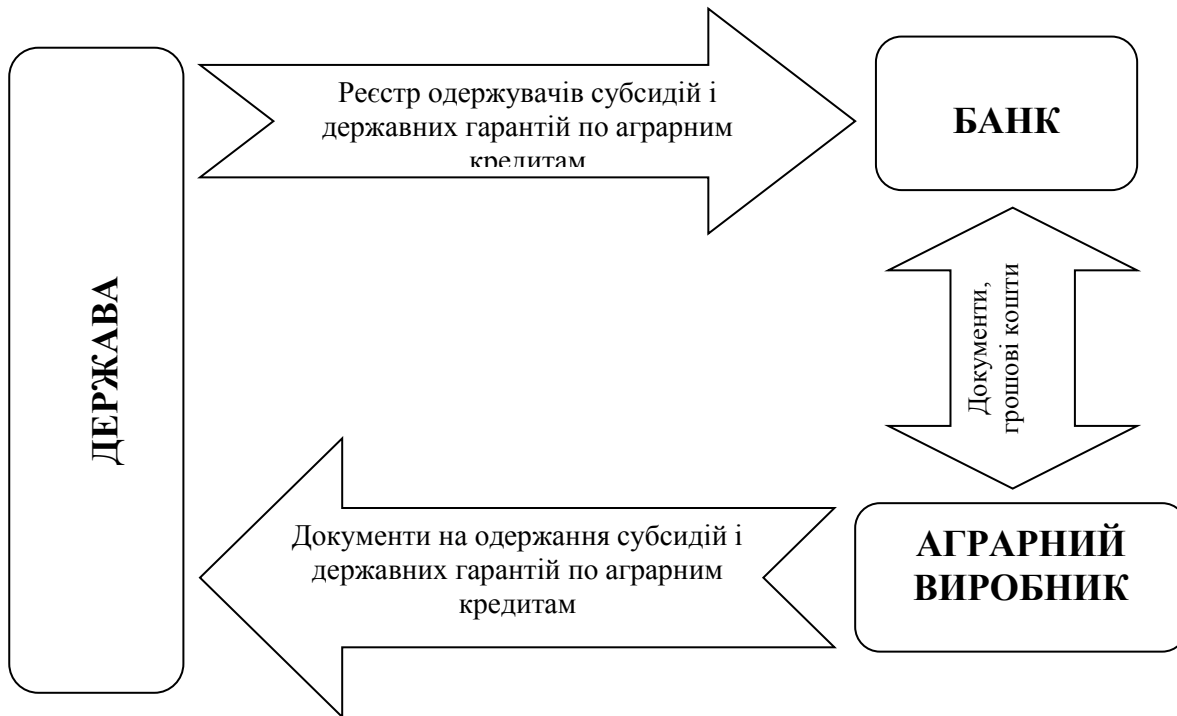 ДЕРЖАВА
Реєстр одержувачів субсидій і
державних гарантій по аграрним
кредитам
БАНК
Документи,
грошові кошти
Документи на одержання субсидій і
державних гарантій по аграрним
кредитам
АГРАРНИЙ
ВИРОБНИК